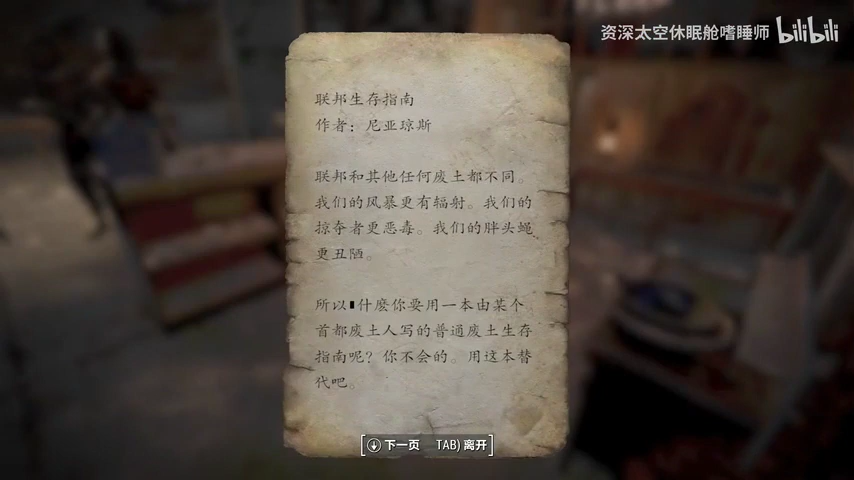 资深太空休眠舱嗜睡师 bilibili
联邦生存指南
作者：尼亚琼斯
联邦和其他任何废土都不同。
我们的风暴更有辐射。我们的
掠夺者更恶毒。我们的胖头蝇
更丑陋。
所以▮什麽你要用一本由某个
首都废土人写的普通废土生存
指南呢？你不会的。用这本替
代吧。
下一页 TAB) 离开